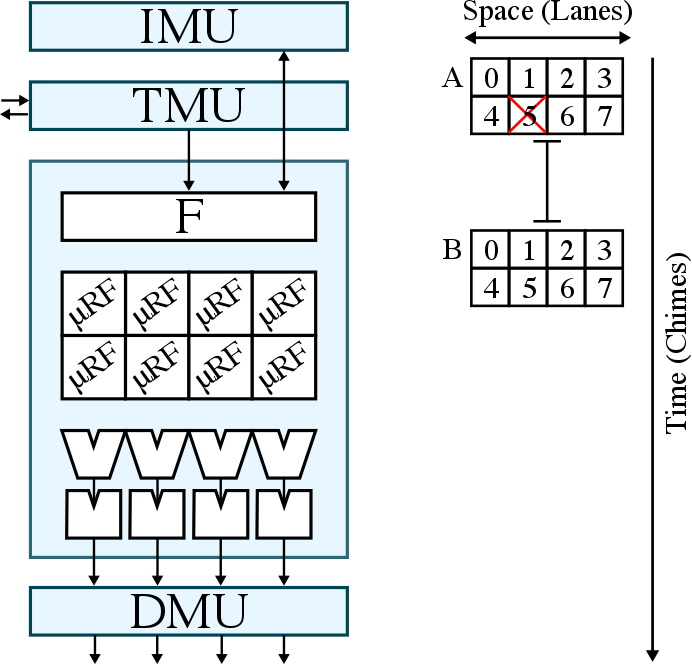 IMU
TMU
F
μRF μRF μRF μRF
μRF μRF μRF μRF
DMU
Space (Lanes)
A 0 1 2 3
4 5 6 7
B 0 1 2 3
4 5 6 7
Time (Chimes)